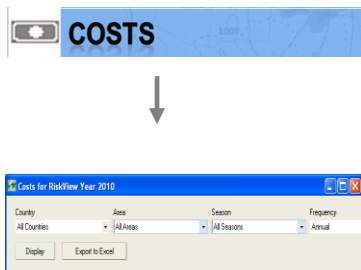 COSTS
1000
Costs for RiskView Year 2010
Country Area Season Frequency
All Countries All Areas All Seasons Annual
Display Export to Excel